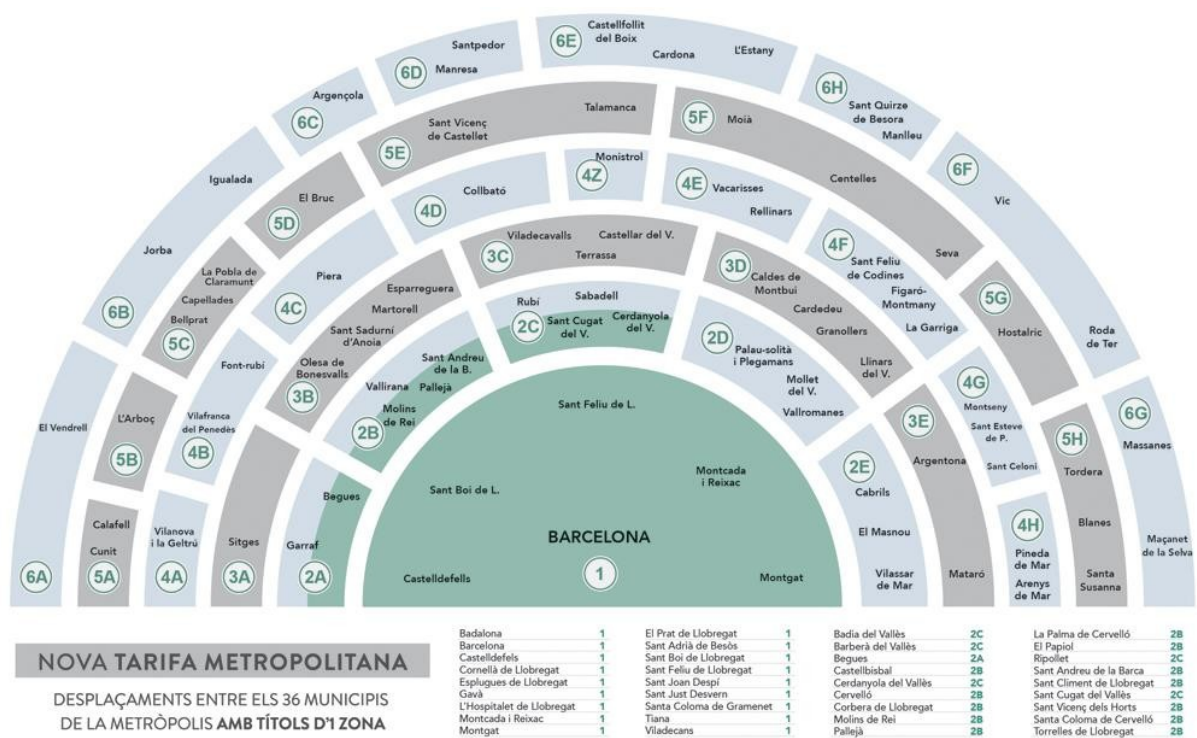 6E
Castellfollit
del Boix
Cardona
L'Estany
Santpedor
6D
Manresa
6H
Sant Quirze
de Besora
Manlleu
Argençola
6C
Talamanca
5F
Moià
Sant Vicenç
de Castellet
5E
Monistrol
4Z
6F
Vic
Igualada
El Bruc
5D
Collbató
4D
4E
Vacarisses
Rellinars
Centelles
Viladecavalls
Castellar del V.
3C
Terrassa
4F
Sant Feliu
de Codines
Figaró-
Montmany
La Garriga
Seva
Jorba
La Pobla de
Claramunt
Capellades
Bellprat
5C
6B
Piera
4C
Esparreguera
Martorell
Sant Sadurní
d'Anoia
Olesa de
Bonesvalls
3B
3D
Caldes de
Montbui
Cardedeu
Granollers
Llinars
del V.
5G
Hostalric
Roda
de Ter
Rubí
Sabadell
2C
Sant Cugat
del V.
Cerdanyola
del V.
2D
Palau-solità
i Plegamans
Mollet
del V.
Vallromanes
Font-rubí
Vilafranca
del Penedès
4B
Sant Andreu
de la B.
Vallirana
Pallejà
Molins
de Rei
2B
4G
Montseny
Sant Esteve
de P.
Sant Celoni
6G
Massanes
El Vendrell
L'Arboç
5B
3E
Argentona
5H
Tordera
Sant Feliu de L.
Montcada
i Reixac
Sant Boi de L.
2E
Cabrils
El Masnou
Vilassar
de Mar
Begues
Garraf
2A
Calafell
Cunit
5A
Vilanova
i la Geltrú
4A
Sitges
3A
6A
BARCELONA
1
Castelldefels
Montgat
Mataró
4H
Pineda
de Mar
Arenys
de Mar
Blanes
Santa
Susanna
Maçanet
de la Selva
NOVA TARIFA METROPOLITANA
DESPLAÇAMENTS ENTRE ELS 36 MUNICIPIS
DE LA METRÒPOLIS AMB TÍTOLS D'1 ZONA
Badalona 1
Barcelona 1
Castelldefels 1
Cornellà de Llobregat 1
Esplugues de Llobregat 1
Gavà 1
L'Hospitalet de Llobregat 1
Montcada i Reixac 1
Montgat 1
El Prat de Llobregat 1
Sant Adrià de Besòs 1
Sant Boi de Llobregat 1
Sant Feliu de Llobregat 1
Sant Joan Despí 1
Sant Just Desvern 1
Santa Coloma de Gramenet 1
Tiana 1
Viladecans 1
Badia del Vallès 2C
Barberà del Vallès 2C
Begues 2A
Castellbisbal 2B
Cerdanyola del Vallès 2C
Cervelló 2B
Corbera de Llobregat 2B
Molins de Rei 2B
Pallejà 2B
La Palma de Cervelló 2B
El Papiol 2B
Ripollet 2C
Sant Andreu de la Barca 2B
Sant Climent de Llobregat 2B
Sant Cugat del Vallès 2C
Sant Vicenç dels Horts 2B
Santa Coloma de Cervelló 2B
Torrelles de Llobregat 2B